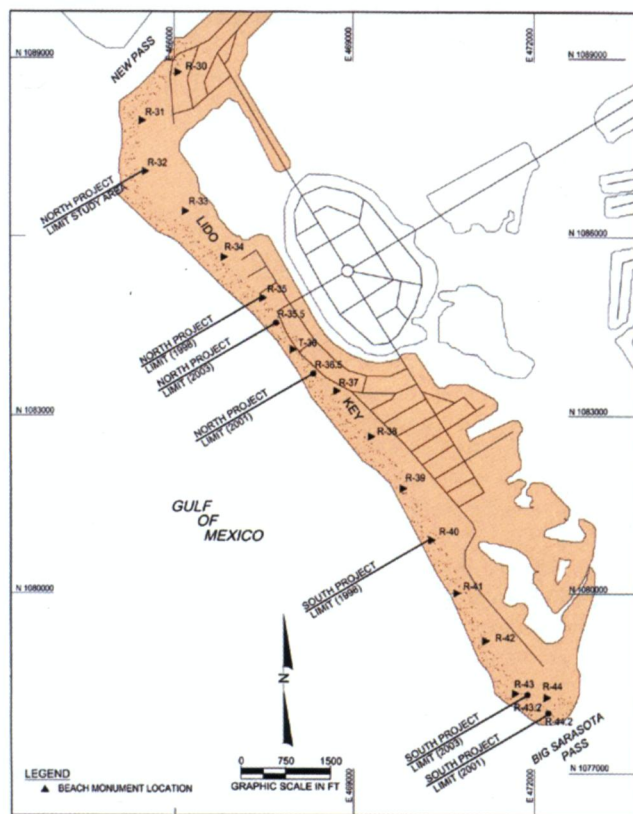 E 466000
E 469000
E 472000
N 1089000
N 1089000
NEW PASS
R-30
R-31
R-32
NORTH PROJECT
LIMIT STUDY AREA
R-33
LIDO
N 1086000
R-34
R-35
R-35.5
NORTH PROJECT
LIMIT (1998)
NORTH PROJECT
LIMIT (2003)
T-36
R-36.5
R-37
NORTH PROJECT
LIMIT (2001)
KEY
N 1083000
R-38
R-39
GULF
OF
MEXICO
R-40
SOUTH PROJECT
LIMIT (1998)
N 1080000
N 1080000
R-41
R-42
N
R-43
R-44
R-43.2
R-44.2
SOUTH PROJECT
LIMIT (2003)
SOUTH PROJECT
LIMIT (2001)
BIG SARASOTA
PASS
LEGEND
BEACH MONUMENT LOCATION
0 750 1500
GRAPHIC SCALE IN FT
N 1077000
E 469000
E 472000